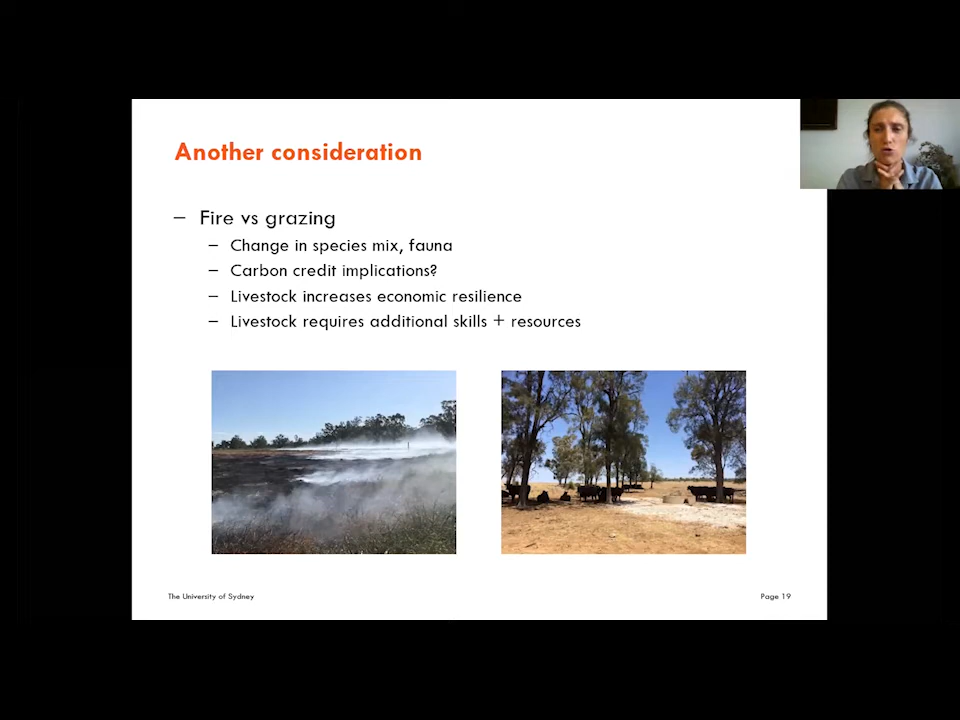 Another consideration
– Fire vs grazing
– Change in species mix, fauna
– Carbon credit implications?
– Livestock increases economic resilience
– Livestock requires additional skills + resources
The University of Sydney
Page 19